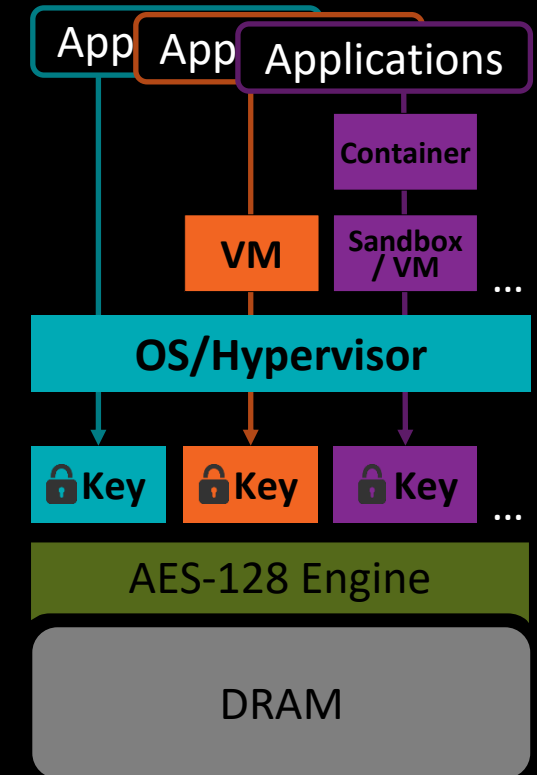 App
App
Applications
Container
VM
Sandbox
/ VM
...
OS/Hypervisor
Key
Key
Key
...
AES-128 Engine
DRAM